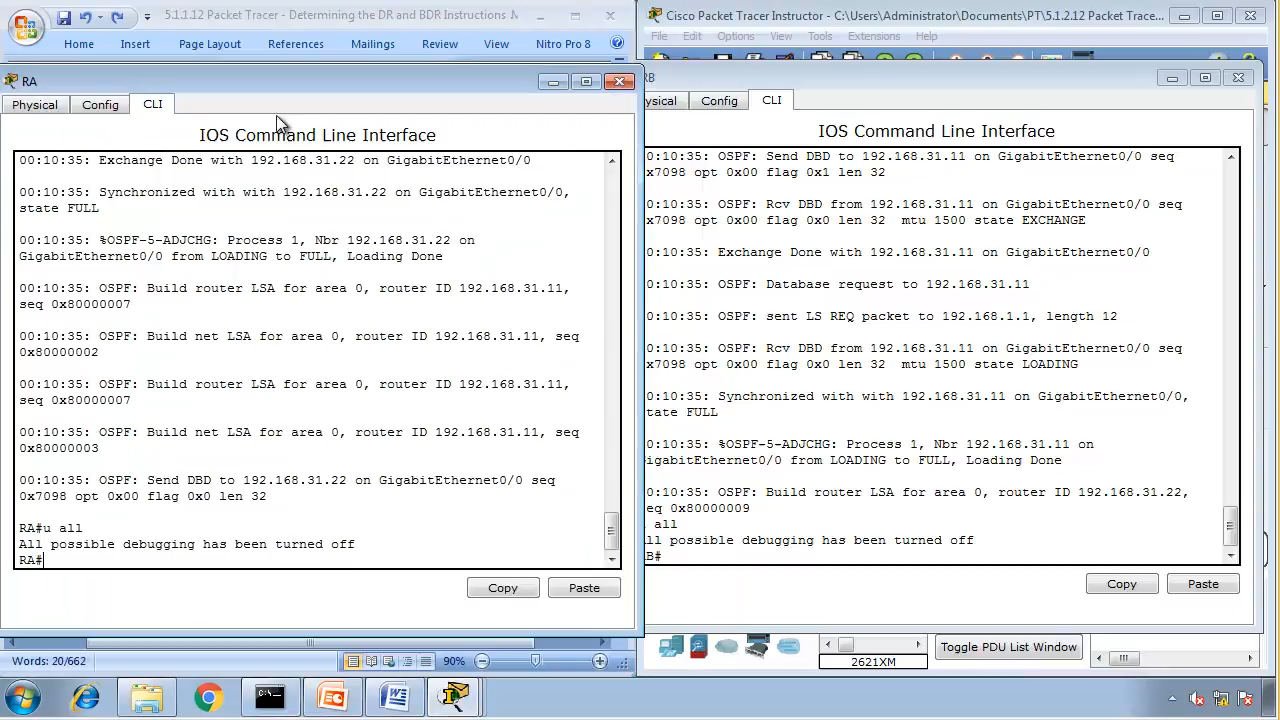 5.1.1.12 Packet Tracer - Determining the DR and BDR Instructions
Home Insert Page Layout References Mailings Review View Nitro Pro 8
RA
Physical Config CLI
IOS Command Line Interface
00:10:35: Exchange Done with 192.168.31.22 on GigabitEthernet0/0
00:10:35: Synchronized with with 192.168.31.22 on GigabitEthernet0/0,
state FULL
00:10:35: %OSPF-5-ADJCHG: Process 1, Nbr 192.168.31.22 on
GigabitEthernet0/0 from LOADING to FULL, Loading Done
00:10:35: OSPF: Build router LSA for area 0, router ID 192.168.31.11,
seq 0x80000007
00:10:35: OSPF: Build net LSA for area 0, router ID 192.168.31.11, seq
0x80000002
00:10:35: OSPF: Build router LSA for area 0, router ID 192.168.31.11,
seq 0x80000007
00:10:35: OSPF: Build net LSA for area 0, router ID 192.168.31.11, seq
0x80000003
00:10:35: OSPF: Send DBD to 192.168.31.22 on GigabitEthernet0/0 seq
0x7098 opt 0x00 flag 0x0 len 32
RA#u all
All possible debugging has been turned off
RA#
Copy Paste
Words: 20/662 90%
Cisco Packet Tracer Instructor - C:\Users\Administrator\Documents\PT\5.1.2.12 Packet Trace...
File Edit Options View Tools Extensions Help
RB
ysical Config CLI
IOS Command Line Interface
0:10:35: OSPF: Send DBD to 192.168.31.11 on GigabitEthernet0/0 seq
x7098 opt 0x00 flag 0x1 len 32
0:10:35: OSPF: Rcv DBD from 192.168.31.11 on GigabitEthernet0/0 seq
x7098 opt 0x00 flag 0x0 len 32 mtu 1500 state EXCHANGE
0:10:35: Exchange Done with 192.168.31.11 on GigabitEthernet0/0
0:10:35: OSPF: Database request to 192.168.31.11
0:10:35: OSPF: sent LS REQ packet to 192.168.1.1, length 12
0:10:35: OSPF: Rcv DBD from 192.168.31.11 on GigabitEthernet0/0 seq
x7098 opt 0x00 flag 0x0 len 32 mtu 1500 state LOADING
0:10:35: Synchronized with with 192.168.31.11 on GigabitEthernet0/0,
tate FULL
0:10:35: %OSPF-5-ADJCHG: Process 1, Nbr 192.168.31.11 on
igabitEthernet0/0 from LOADING to FULL, Loading Done
0:10:35: OSPF: Build router LSA for area 0, router ID 192.168.31.22,
eq 0x80000009
all
ll possible debugging has been turned off
B#
Copy Paste
2621XM
Toggle PDU List Window